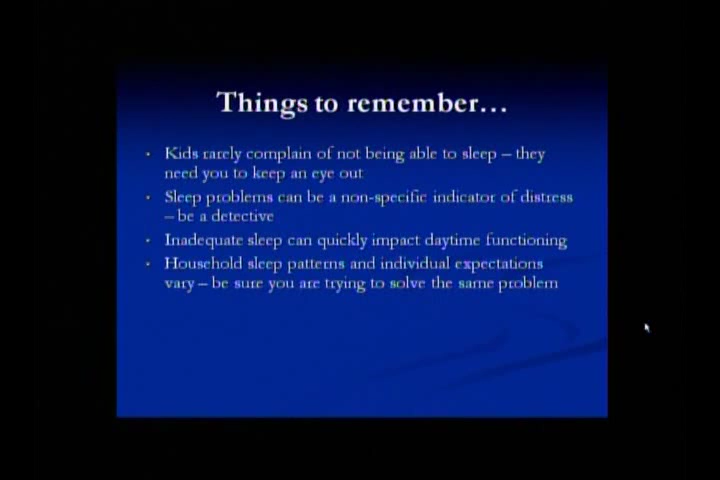 Things to remember…
• Kids rarely complain of not being able to sleep – they
need you to keep an eye out
• Sleep problems can be a non-specific indicator of distress
– be a detective
• Inadequate sleep can quickly impact daytime functioning
• Household sleep patterns and individual expectations
vary – be sure you are trying to solve the same problem